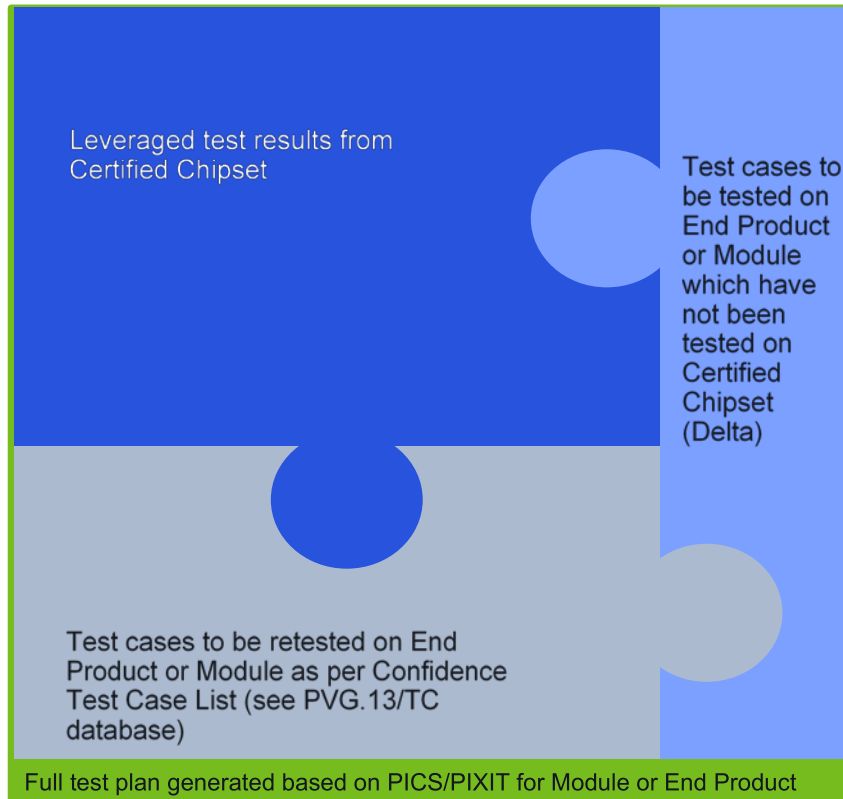 Leveraged test results from
Certified Chipset
Test cases to
be tested on
End Product
or Module
which have
not been
tested on
Certified
Chipset
(Delta)
Test cases to be retested on End
Product or Module as per Confidence
Test Case List (see PVG.13/TC
database)
Full test plan generated based on PICS/PIXIT for Module or End Product